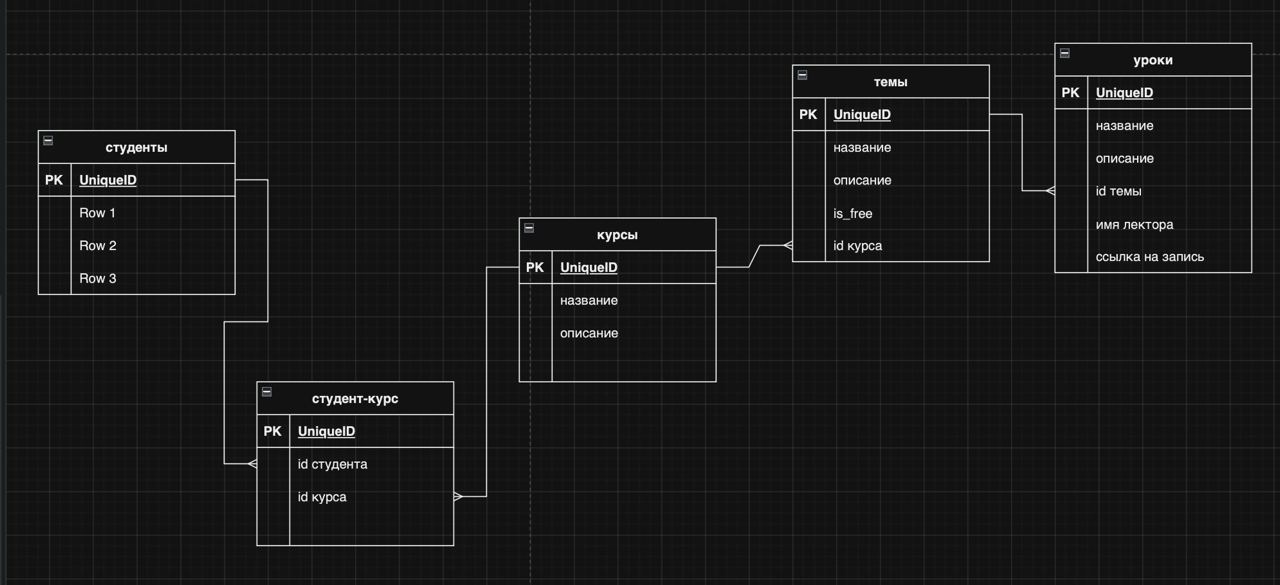 студенты
PK UniqueID
Row 1
Row 2
Row 3
студент-курс
PK UniqueID
id студента
id курса
курсы
PK UniqueID
название
описание
темы
PK UniqueID
название
описание
is_free
id курса
уроки
PK UniqueID
название
описание
id темы
имя лектора
ссылка на запись